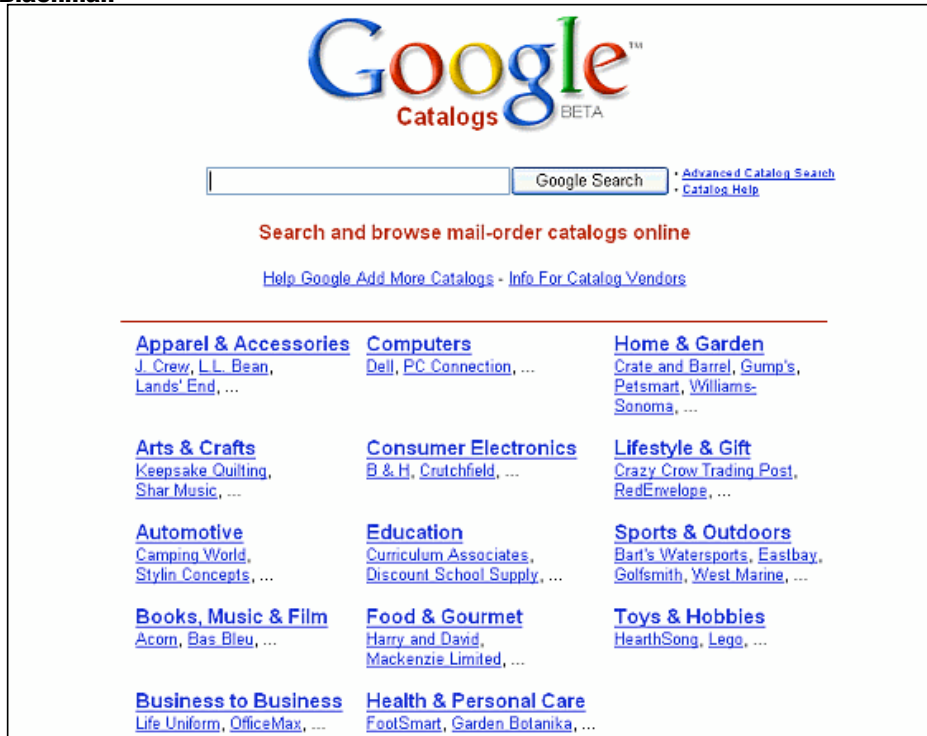 Google™
Catalogs BETA
Google Search
· Advanced Catalog Search
· Catalog Help
Search and browse mail-order catalogs online
Help Google Add More Catalogs - Info For Catalog Vendors
Apparel & Accessories
J. Crew, L.L. Bean,
Lands' End, ...
Computers
Dell, PC Connection, ...
Home & Garden
Crate and Barrel, Gump's,
Petsmart, Williams-
Sonoma, ...
Arts & Crafts
Keepsake Quilting,
Shar Music, ...
Consumer Electronics
B & H, Crutchfield, ...
Lifestyle & Gift
Crazy Crow Trading Post,
RedEnvelope, ...
Automotive
Camping World,
Stylin Concepts, ...
Education
Curriculum Associates,
Discount School Supply, ...
Sports & Outdoors
Bart's Watersports, Eastbay,
Golfsmith, West Marine, ...
Books, Music & Film
Acorn, Bas Bleu, ...
Food & Gourmet
Harry and David,
Mackenzie Limited, ...
Toys & Hobbies
HearthSong, Lego, ...
Business to Business
Life Uniform, OfficeMax, ...
Health & Personal Care
FootSmart, Garden Botanika, ...